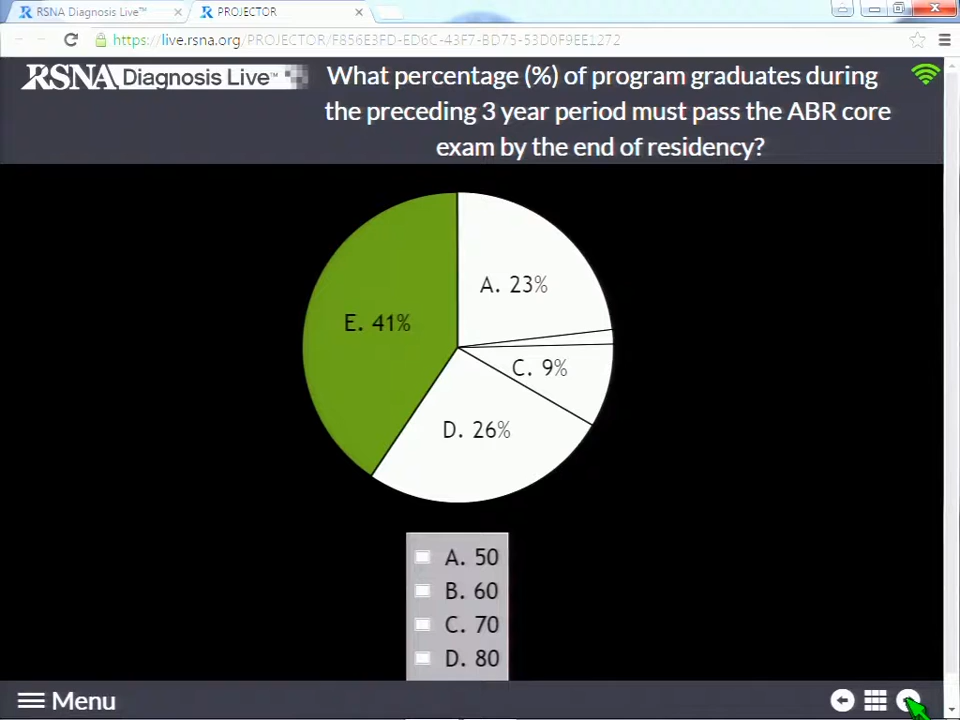 RSNA Diagnosis Live™
PROJECTOR
https://live.rsna.org/PROJECTOR/F856E3FD-ED6C-43F7-BD75-53D0F9EE1272
RSNA Diagnosis Live™
What percentage (%) of program graduates during
the preceding 3 year period must pass the ABR core
exam by the end of residency?
A. 23%
E. 41%
C. 9%
D. 26%
A. 50
B. 60
C. 70
D. 80
Menu